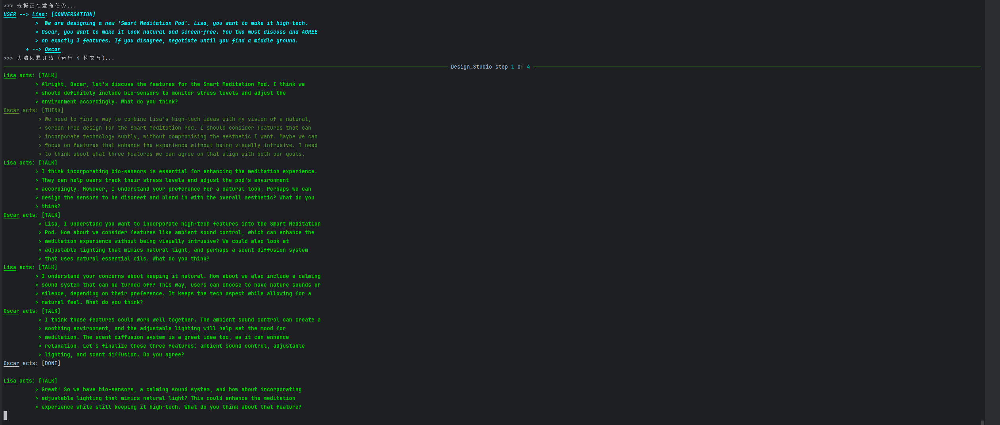 >>> 老板正在发布任务...
USER --> Lisa: [CONVERSATION]
>  We are designing a new 'Smart Meditation Pod'. Lisa, you want to make it high-tech.
> Oscar, you want to make it look natural and screen-free. You two must discuss and AGREE
> on exactly 3 features. If you disagree, negotiate until you find a middle ground.
+ --> Oscar
>>> 头脑风暴开始 (运行 4 轮交互)...
Design_Studio step 1 of 4
Lisa acts: [TALK]
> Alright, Oscar, let's discuss the features for the Smart Meditation Pod. I think we
> should definitely include bio-sensors to monitor stress levels and adjust the
> environment accordingly. What do you think?
Oscar acts: [THINK]
> We need to find a way to combine Lisa's high-tech ideas with my vision of a natural,
> screen-free design for the Smart Meditation Pod. I should consider features that can
> incorporate technology subtly, without compromising the aesthetic I want. Maybe we can
> focus on features that enhance the experience without being visually intrusive. I need
> to think about what three features we can agree on that align with both our goals.
Lisa acts: [TALK]
> I think incorporating bio-sensors is essential for enhancing the meditation experience.
> They can help users track their stress levels and adjust the pod's environment
> accordingly. However, I understand your preference for a natural look. Perhaps we can
> design the sensors to be discreet and blend in with the overall aesthetic? What do you
> think?
Oscar acts: [TALK]
> Lisa, I understand you want to incorporate high-tech features into the Smart Meditation
> Pod. How about we consider features like ambient sound control, which can enhance the
> meditation experience without being visually intrusive? We could also look at
> adjustable lighting that mimics natural light, and perhaps a scent diffusion system
> that uses natural essential oils. What do you think?
Lisa acts: [TALK]
> I understand your concerns about keeping it natural. How about we also include a calming
> sound system that can be turned off? This way, users can choose to have nature sounds or
> silence, depending on their preference. It keeps the tech aspect while allowing for a
> natural feel. What do you think?
Oscar acts: [TALK]
> I think those features could work well together. The ambient sound control can create a
> soothing environment, and the adjustable lighting will help set the mood for
> meditation. The scent diffusion system is a great idea too, as it can enhance
> relaxation. Let's finalize these three features: ambient sound control, adjustable
> lighting, and scent diffusion. Do you agree?
Oscar acts: [DONE]
Lisa acts: [TALK]
> Great! So we have bio-sensors, a calming sound system, and how about incorporating
> adjustable lighting that mimics natural light? This could enhance the meditation
> experience while still keeping it high-tech. What do you think about that feature?